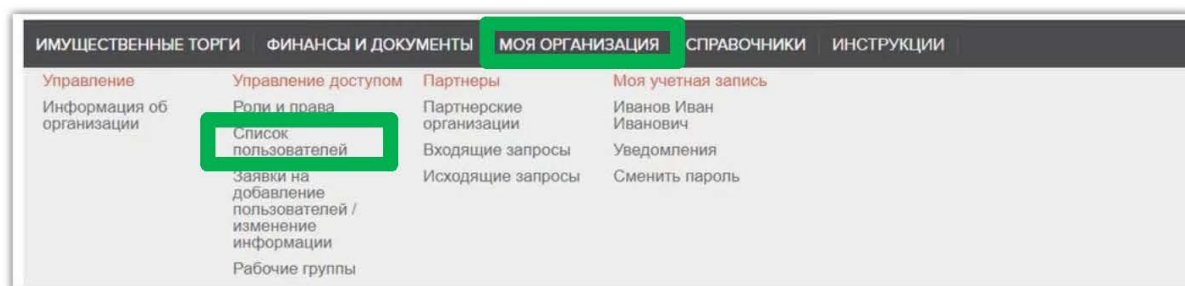 ИМУЩЕСТВЕННЫЕ ТОРГИ ФИНАНСЫ И ДОКУМЕНТЫ МОЯ ОРГАНИЗАЦИЯ СПРАВОЧНИКИ ИНСТРУКЦИИ
Управление
Информация об
организации
Управление доступом
Роли и права
Список
пользователей
Заявки на
добавление
пользователей /
изменение
информации
Рабочие группы
Партнеры
Партнерские
организации
Входящие запросы
Исходящие запросы
Моя учетная запись
Иванов Иван
Иванович
Уведомления
Сменить пароль